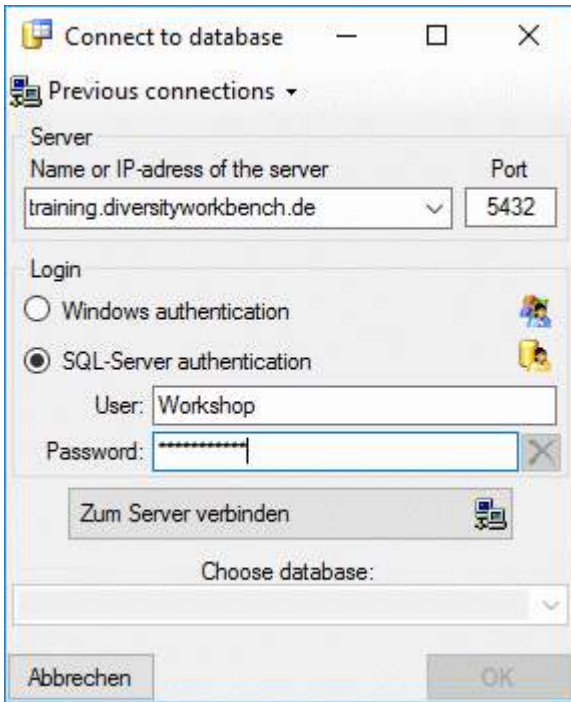 Connect to database
Previous connections
Server
Name or IP-adress of the server Port
training.diversityworkbench.de 5432
Login
Windows authentication
SQL-Server authentication
User: Workshop
Password: ***********
Zum Server verbinden
Choose database:
Abbrechen OK